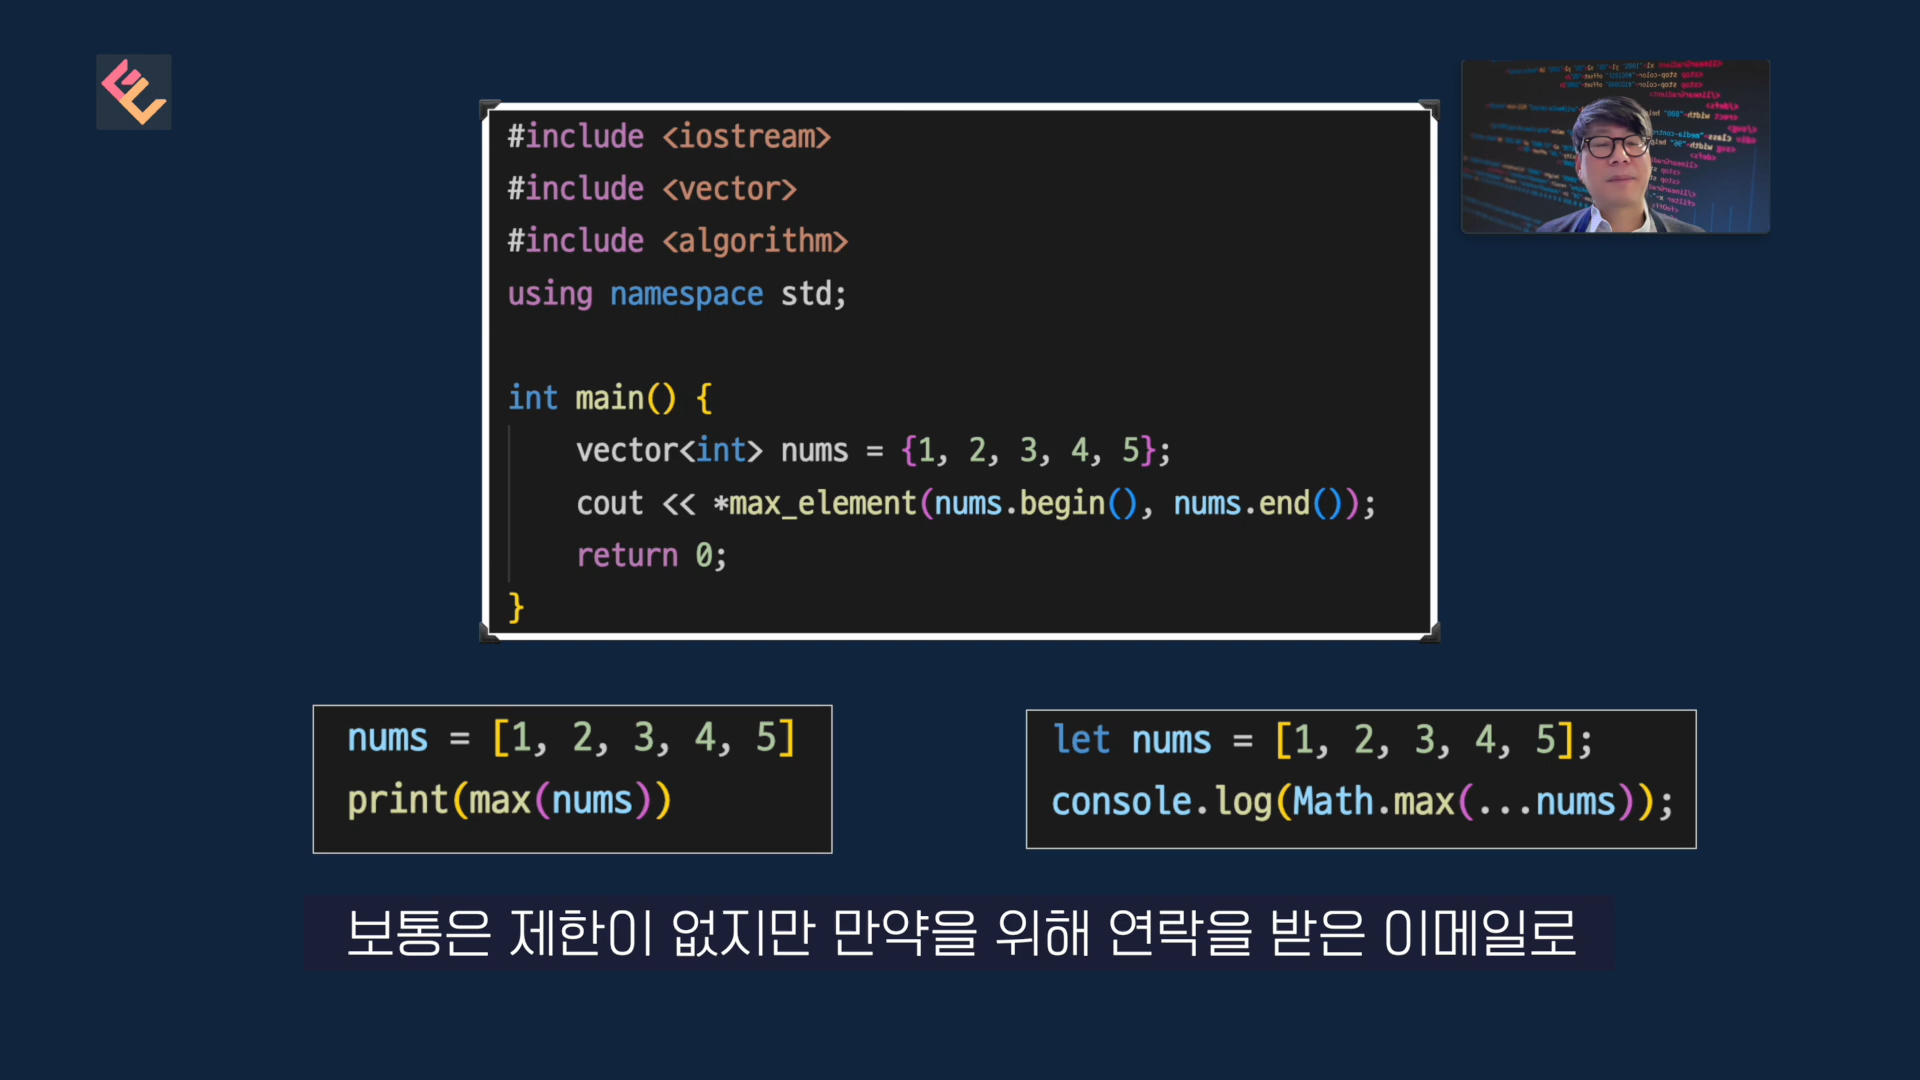 #include <iostream>
#include <vector>
#include <algorithm>
using namespace std;
int main() {
vector<int> nums = {1, 2, 3, 4, 5};
cout << *max_element(nums.begin(), nums.end());
return 0;
}
nums = [1, 2, 3, 4, 5]
print(max(nums))
let nums = [1, 2, 3, 4, 5];
console.log(Math.max(...nums));
보통은 제한이 없지만 만약을 위해 연락을 받은 이메일로